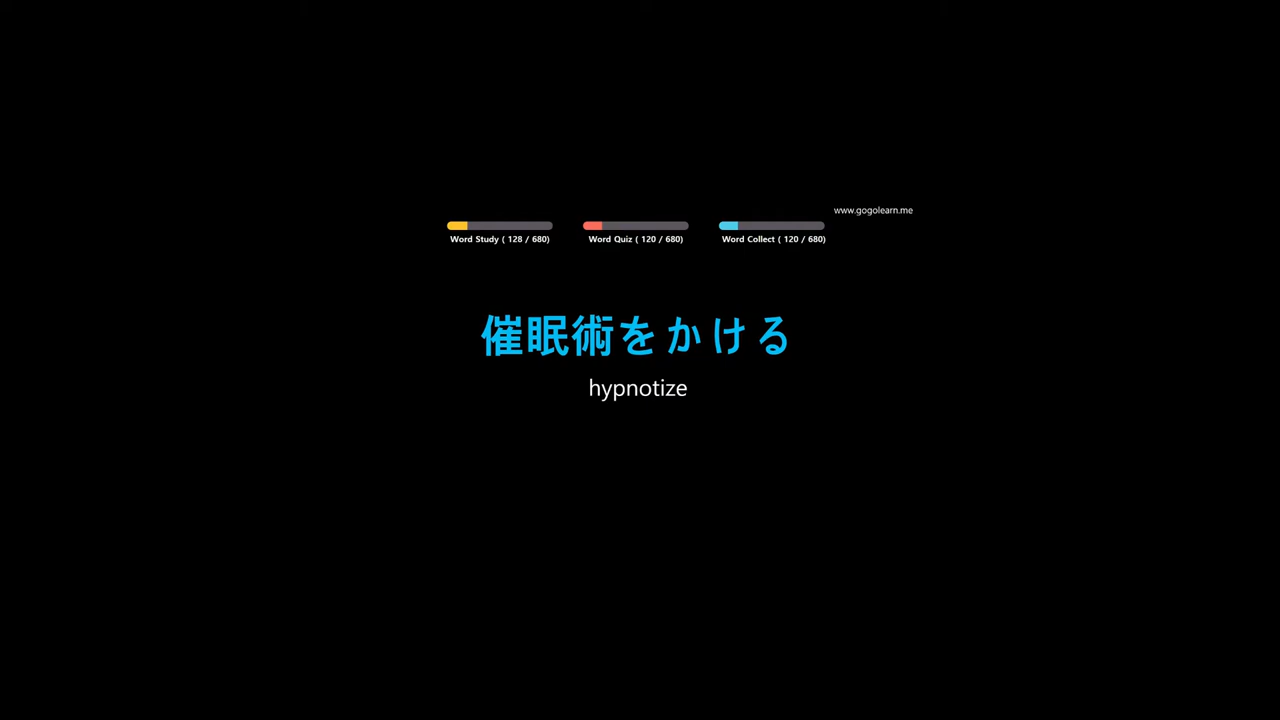 www.gogolearn.me
Word Study ( 128 / 680)
Word Quiz ( 120 / 680)
Word Collect ( 120 / 680)
催眠術をかける
hypnotize